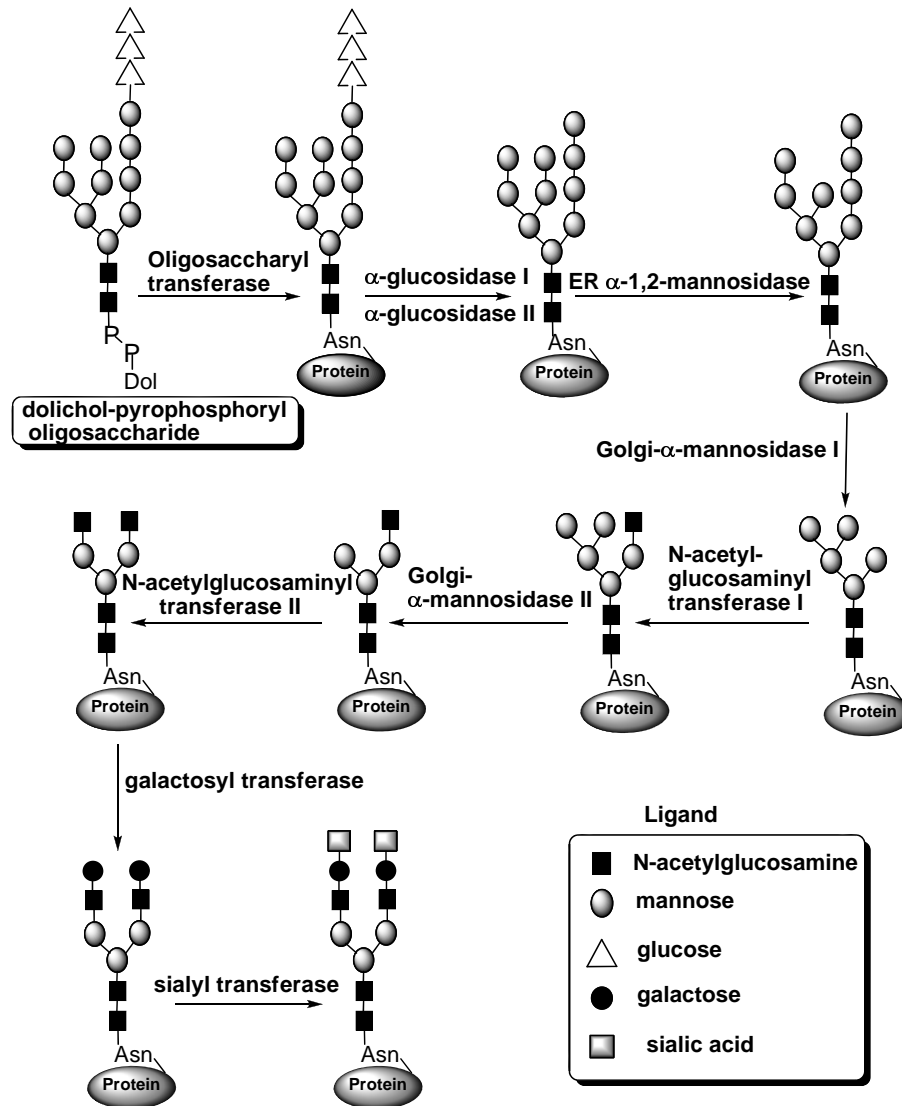 Oligosaccharyl
transferase
α-glucosidase I
α-glucosidase II
ER α-1,2-mannosidase
P
P
Dol
Asn
Protein
Asn
Protein
Asn
Protein
dolichol-pyrophosphoryl
oligosaccharide
Golgi-α-mannosidase I
N-acetylglucosaminyl
transferase II
Golgi-
α-mannosidase II
N-acetyl-
glucosaminyl
transferase I
Asn
Protein
Asn
Protein
Asn
Protein
Asn
Protein
galactosyl transferase
sialyl transferase
Asn
Protein
Asn
Protein
Ligand
N-acetylglucosamine
mannose
glucose
galactose
sialic acid